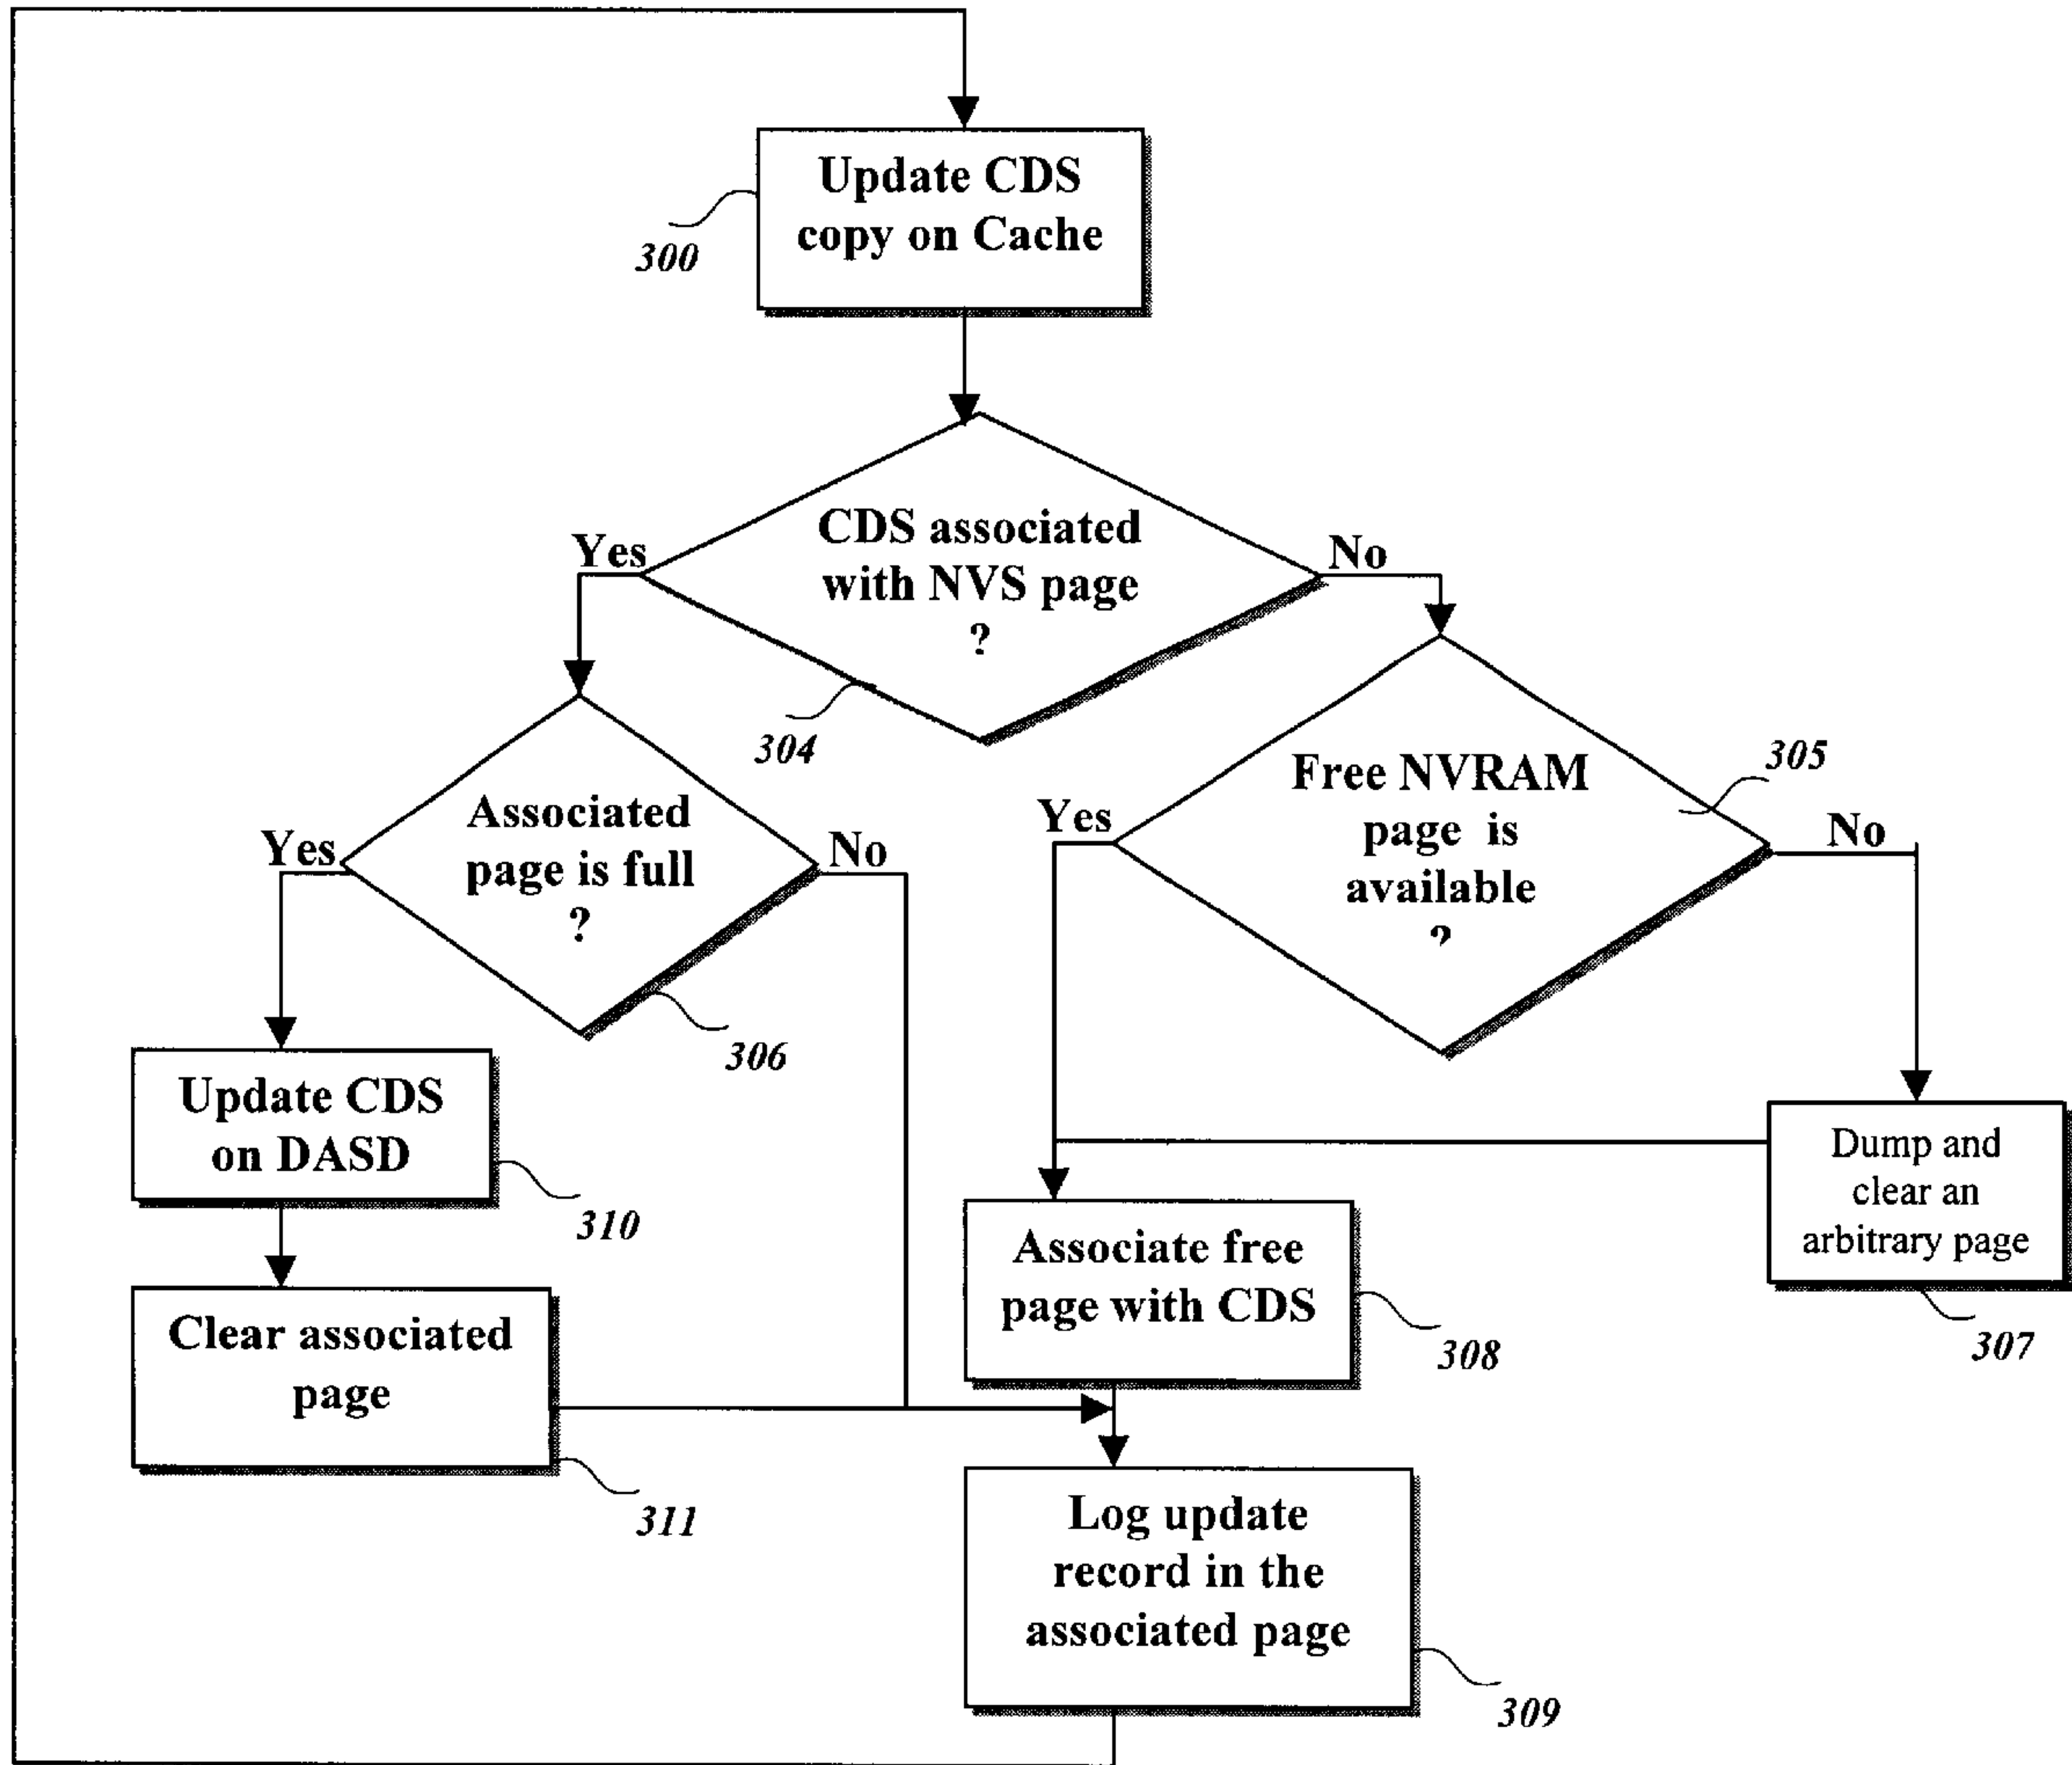 Update CDS
copy on Cache
300
CDS associated
with NVS page
?
Yes
No
304
Associated
page is full
?
Yes
No
306
Free NVRAM
page is
available
?
305
Yes
No
Update CDS
on DASD
310
Dump and
clear an
arbitrary page
307
Associate free
page with CDS
308
Clear associated
page
311
Log update
record in the
associated page
309